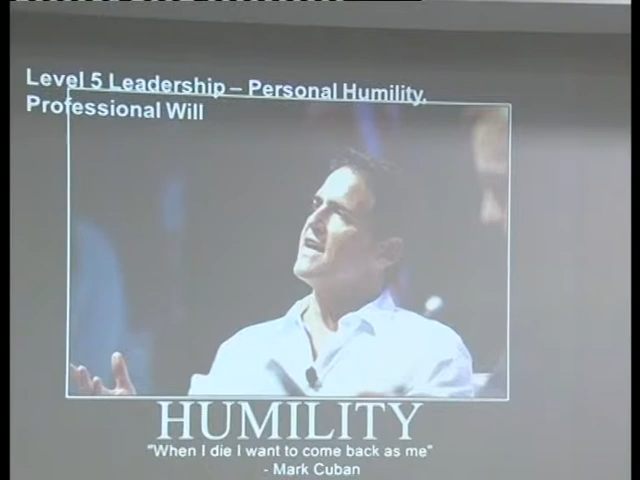 Level 5 Leadership – Personal Humility,
Professional Will
HUMILITY
"When I die I want to come back as me"
- Mark Cuban